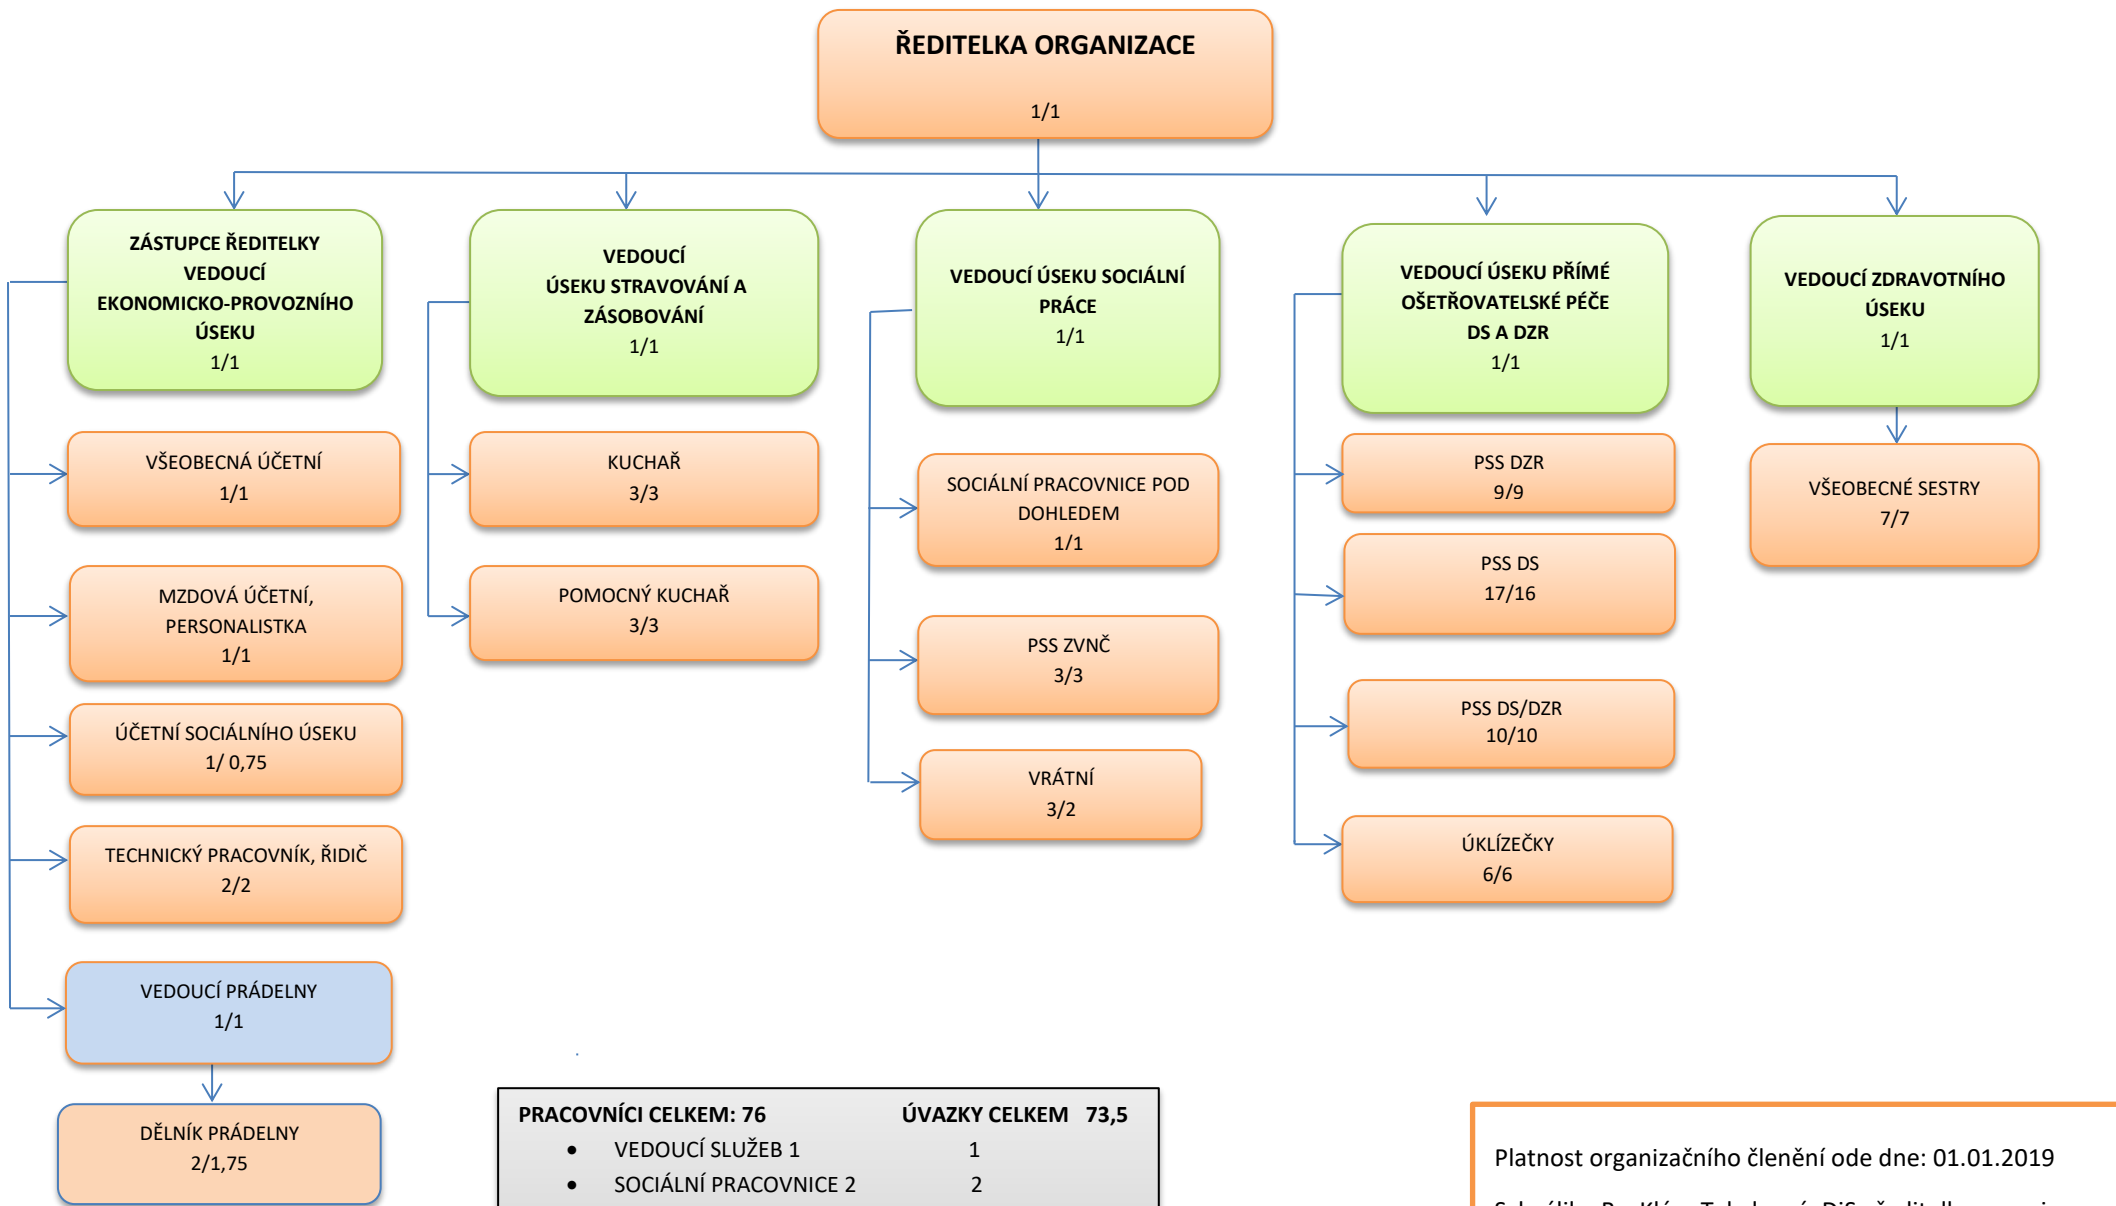 ŘEDITELKA ORGANIZACE
1/1
ZÁSTUPCE ŘEDITELKY
VEDOUCÍ
EKONOMICKO-PROVOZNÍHO
ÚSEKU
1/1
VEDOUCÍ
ÚSEKU STRAVOVÁNÍ A
ZÁSOBOVÁNÍ
1/1
VEDOUCÍ ÚSEKU SOCIÁLNÍ
PRÁCE
1/1
VEDOUCÍ ÚSEKU PŘÍMÉ
OŠETŘOVATELSKÉ PÉČE
DS A DZR
1/1
VEDOUCÍ ZDRAVOTNÍHO
ÚSEKU
1/1
VŠEOBECNÁ ÚČETNÍ
1/1
MZDOVÁ ÚČETNÍ,
PERSONALISTKA
1/1
ÚČETNÍ SOCIÁLNÍHO ÚSEKU
1/ 0,75
TECHNICKÝ PRACOVNÍK, ŘIDIČ
2/2
VEDOUCÍ PRÁDELNY
1/1
DĚLNÍK PRÁDELNY
2/1,75
KUCHAŘ
3/3
POMOCNÝ KUCHAŘ
3/3
SOCIÁLNÍ PRACOVNICE POD
DOHLEDEM
1/1
PSS ZVNČ
3/3
VRÁTNÍ
3/2
PSS DZR
9/9
PSS DS
17/16
PSS DS/DZR
10/10
ÚKLÍZEČKY
6/6
VŠEOBECNÉ SESTRY
7/7
PRACOVNÍCI CELKEM: 76 ÚVAZKY CELKEM 73,5
• VEDOUCÍ SLUŽEB 1 1
• SOCIÁLNÍ PRACOVNICE 2 2
Platnost organizačního členění ode dne: 01.01.2019